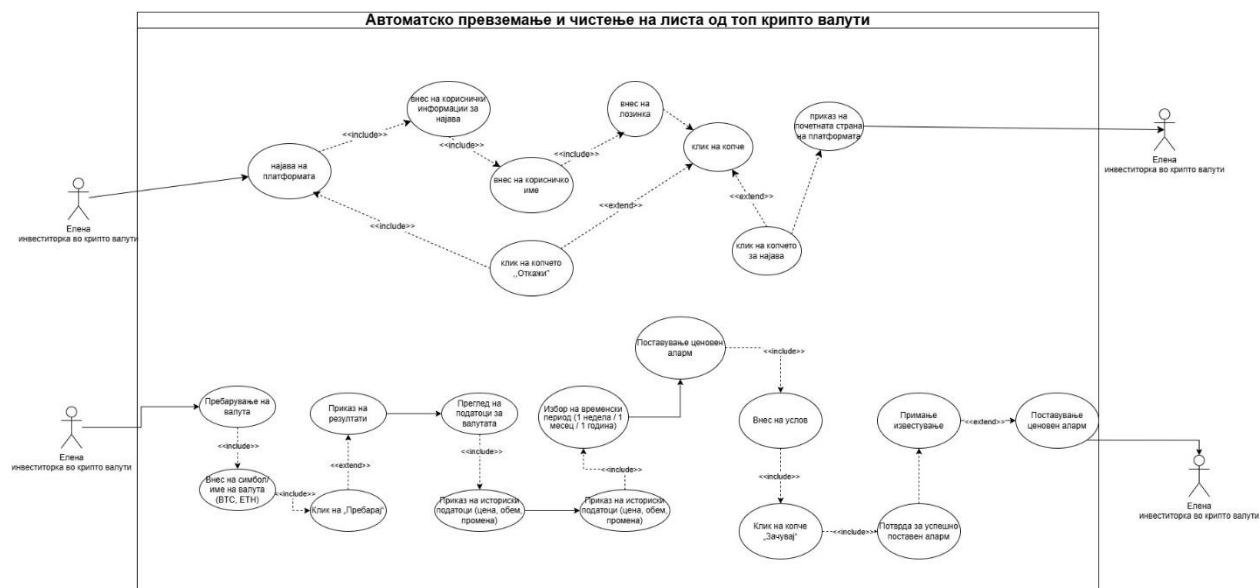 Автоматско превземање и чистење на листа од топ крипто валути
внес на кориснички
информации за
најава
внес на
лозинка
приказ на
почетната страна
на платформата
Елена
инвеститорка во крипто валути
<<include>>
<<include>>
<<include>>
клик на копче
најава на
платформата
внес на корисничко
име
Елена
инвеститорка во крипто валути
<<extend>>
<<extend>>
<<include>>
клик на копчето
,,Откажи"
клик на копчето
за најава
Поставување ценовен
аларм
<<include>>
Пребарување на
валута
Приказ на
резултати
Преглед на
податоци за
валутата
Избор на временски
период (1 недела / 1
месец / 1 година)
Внес на услов
Примање
известување
<<extend>>
Поставување
ценовен аларм
Елена
инвеститорка во крипто валути
<<include>>
<<extend>>
<<include>>
<<include>>
<<include>>
Внес на симбол/
име на валута
(BTC, ETH)
<<include>>
Клик на „Пребарај“
Приказ на историски
податоци (цена, обем,
промена)
Приказ на историски
податоци (цена, обем,
промена)
Клик на копче
„Зачувај“
<<include>>
Потврда за успешно
поставен аларм
Елена
инвеститорка во крипто валути